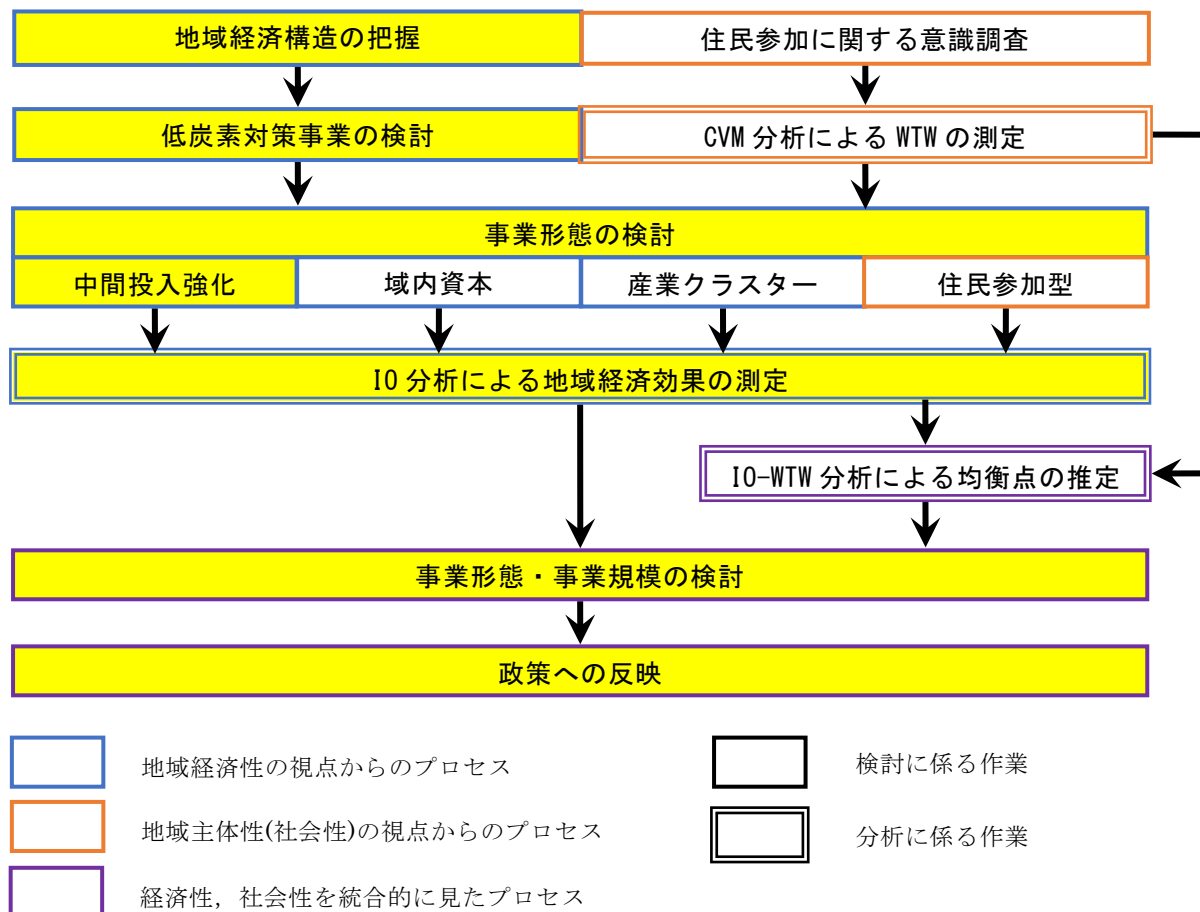 地域経済構造の把握
住民参加に関する意識調査
低炭素対策事業の検討
CVM 分析による WTW の測定
事業形態の検討
中間投入強化
域内資本
産業クラスター
住民参加型
IO 分析による地域経済効果の測定
IO-WTW 分析による均衡点の推定
事業形態・事業規模の検討
政策への反映
地域経済性の視点からのプロセス
検討に係る作業
地域主体性(社会性)の視点からのプロセス
分析に係る作業
経済性，社会性を統合的に見たプロセス